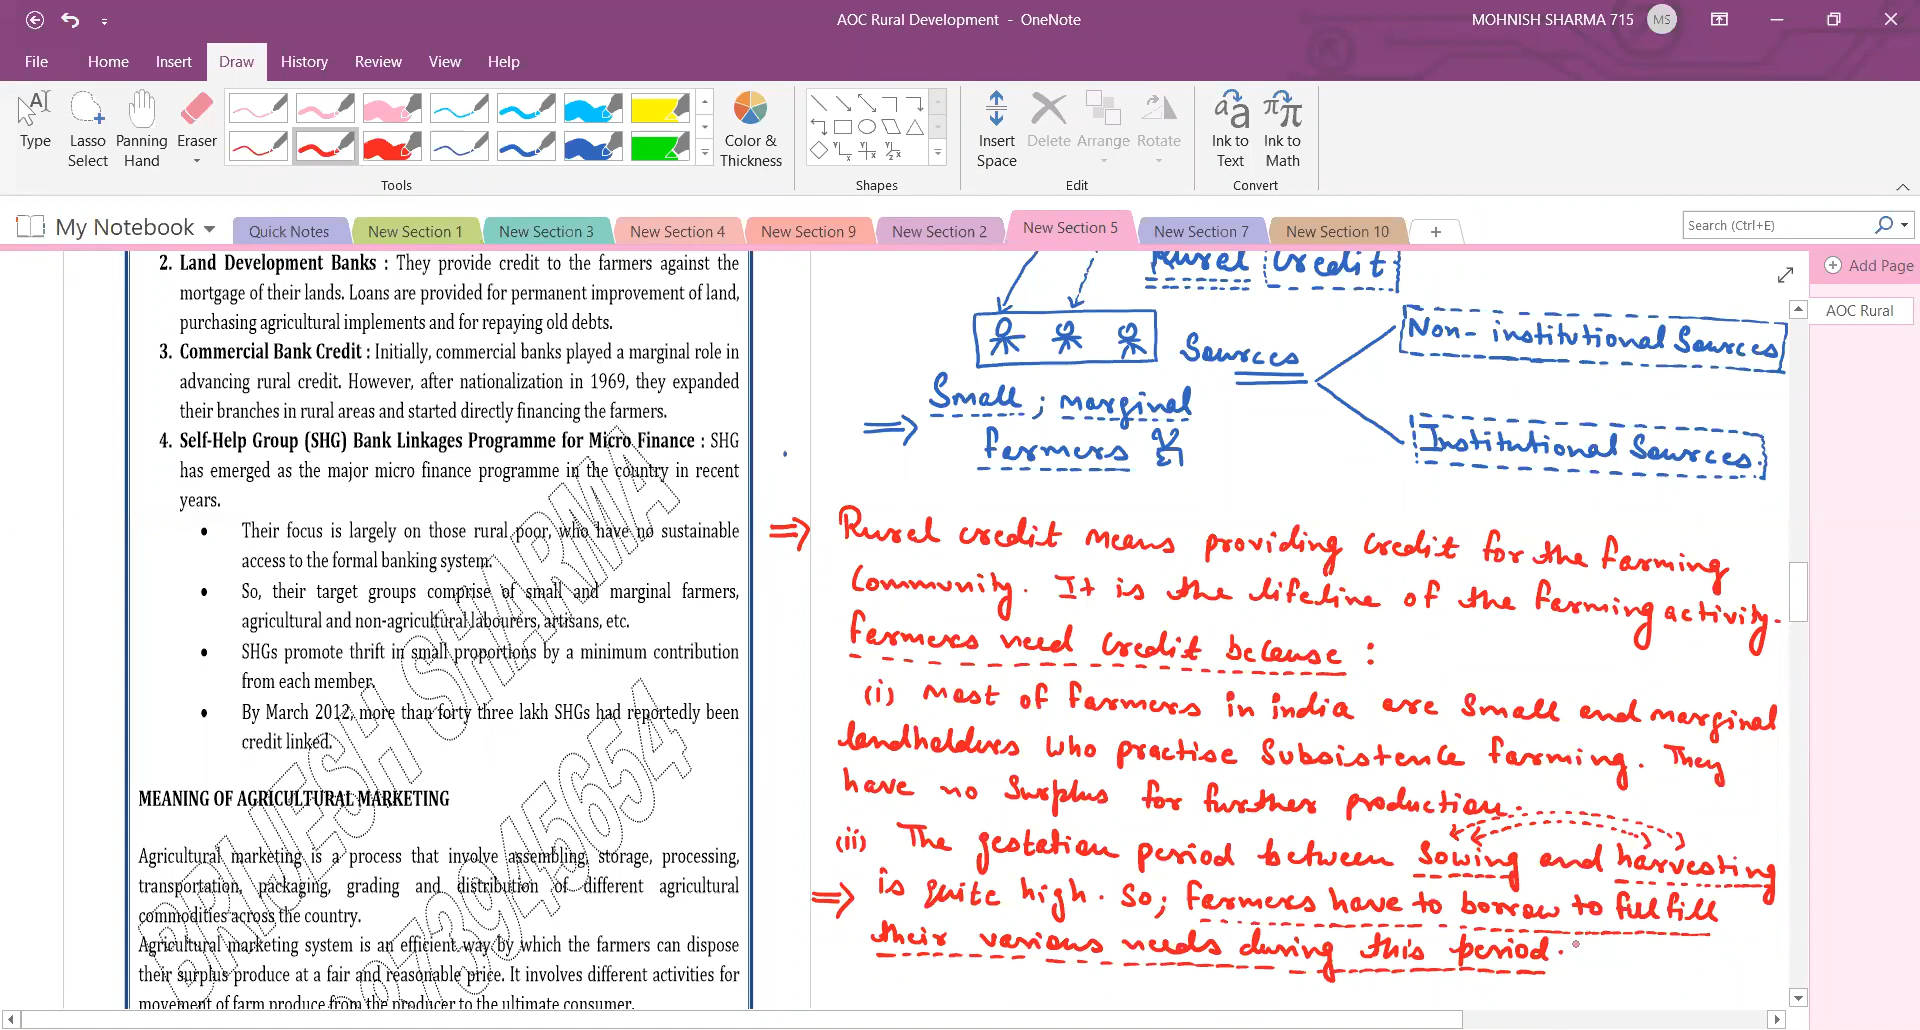 AOC Rural Development - OneNote
MOHNISH SHARMA 715 MS
File Home Insert Draw History Review View Help
Type
Lasso Select
Panning Hand
Eraser
Color & Thickness
Insert Space
Delete
Arrange
Rotate
Ink to Text
Ink to Math
Tools Shapes Edit Convert
My Notebook Quick Notes New Section 1 New Section 3 New Section 4 New Section 9 New Section 2 New Section 5 New Section 7 New Section 10 +
Search (Ctrl+E)
Add Page
AOC Rural
2. Land Development Banks : They provide credit to the farmers against the
mortgage of their lands. Loans are provided for permanent improvement of land,
purchasing agricultural implements and for repaying old debts.
3. Commercial Bank Credit : Initially, commercial banks played a marginal role in
advancing rural credit. However, after nationalization in 1969, they expanded
their branches in rural areas and started directly financing the farmers.
4. Self-Help Group (SHG) Bank Linkages Programme for Micro Finance : SHG
has emerged as the major micro finance programme in the country in recent
years.
• Their focus is largely on those rural poor, who have no sustainable
access to the formal banking system.
• So, their target groups comprise of small and marginal farmers,
agricultural and non-agricultural labourers, artisans, etc.
• SHGs promote thrift in small proportions by a minimum contribution
from each member.
• By March 2012, more than forty three lakh SHGs had reportedly been
credit linked.
MEANING OF AGRICULTURAL MARKETING
Agricultural marketing is a process that involve assembling, storage, processing,
transportation, packaging, grading and distribution of different agricultural
commodities across the country.
Agricultural marketing system is an efficient way by which the farmers can dispose
their surplus produce at a fair and reasonable price. It involves different activities for
movement of farm produce from the producer to the ultimate consumer.
BRIJESH SHARMA
Rural Credit
Sources
Non-institutional Sources
Institutional Sources.
Small ; marginal
farmers
⇒ Rural credit means providing credit for the farming
Community. It is the lifeline of the farming activity.
farmers need credit because :
(i) Most of farmers in india are small and marginal
landholders who practise Subsistence farming. They
have no surplus for further production.
(ii) The gestation period between sowing and harvesting
is quite high. So; farmers have to borrow to fulfill
their various needs during this period.